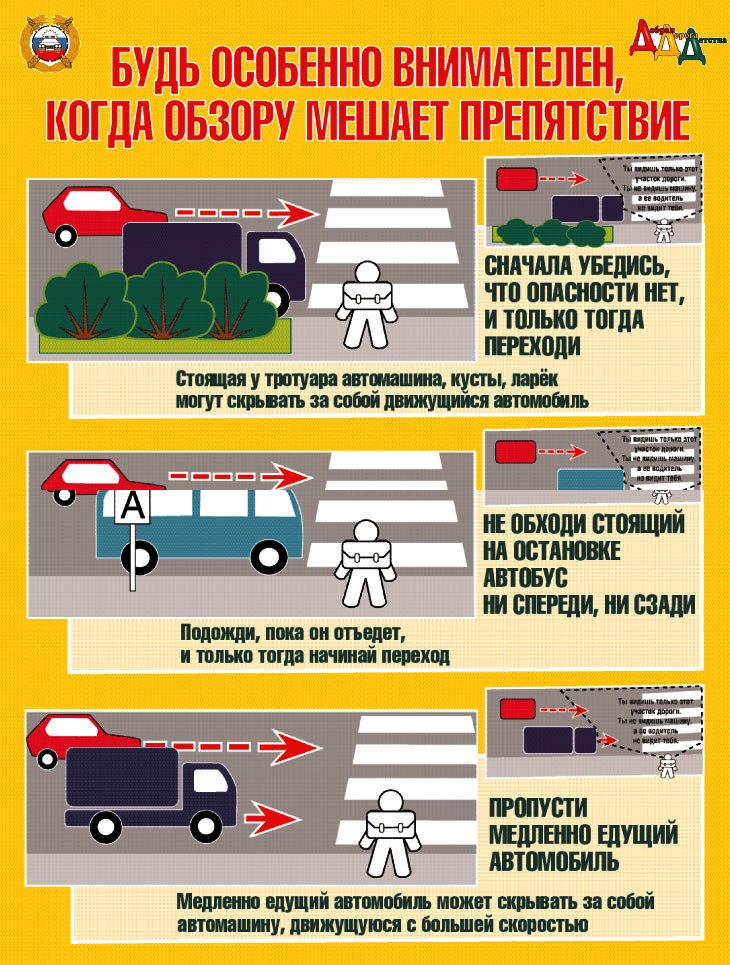 Добрая Дорога Детства
БУДЬ ОСОБЕННО ВНИМАТЕЛЕН,
КОГДА ОБЗОРУ МЕШАЕТ ПРЕПЯТСТВИЕ
Ты видишь только этот
участок дороги.
Ты не видишь машину,
а ее водитель
не видит тебя.
СНАЧАЛА УБЕДИСЬ,
ЧТО ОПАСНОСТИ НЕТ,
И ТОЛЬКО ТОГДА
ПЕРЕХОДИ
Стоящая у тротуара автомашина, кусты, ларёк
могут скрывать за собой движущийся автомобиль
А
Ты видишь только этот
участок дороги.
Ты не видишь машину,
а ее водитель
не видит тебя.
НЕ ОБХОДИ СТОЯЩИЙ
НА ОСТАНОВКЕ
АВТОБУС
НИ СПЕРЕДИ, НИ СЗАДИ
Подожди, пока он отъедет,
и только тогда начинай переход
Ты видишь только этот
участок дороги.
Ты не видишь машину,
а ее водитель
не видит тебя.
ПРОПУСТИ
МЕДЛЕННО ЕДУЩИЙ
АВТОМОБИЛЬ
Медленно едущий автомобиль может скрывать за собой
автомашину, движущуюся с большей скоростью